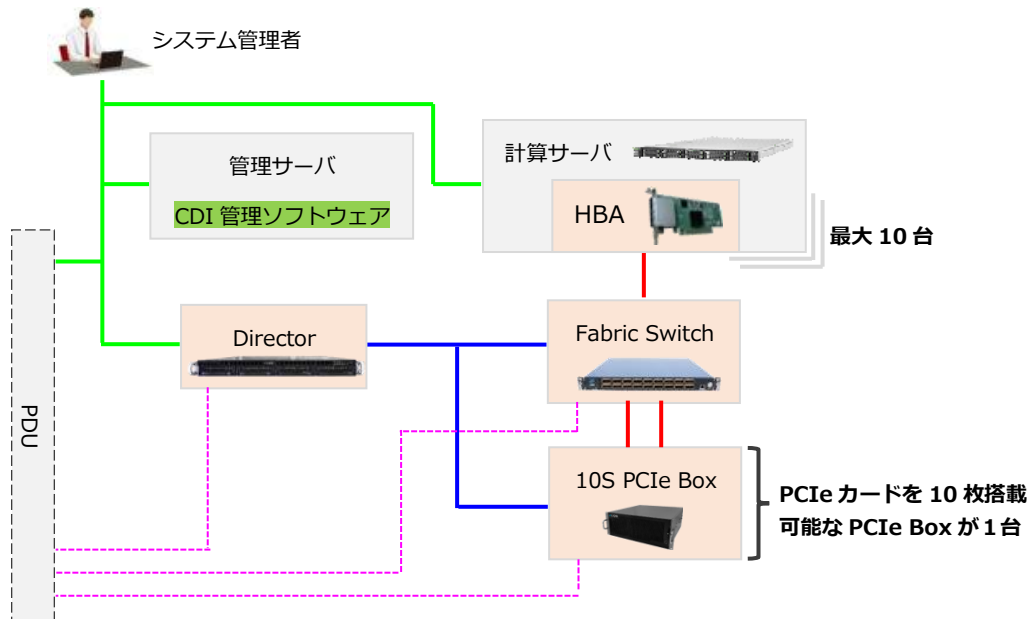 システム管理者
管理サーバ
CDI 管理ソフトウェア
計算サーバ
HBA
最大 10 台
Director
Fabric Switch
PDU
10S PCIe Box
PCIe カードを 10 枚搭載
可能な PCIe Box が 1 台